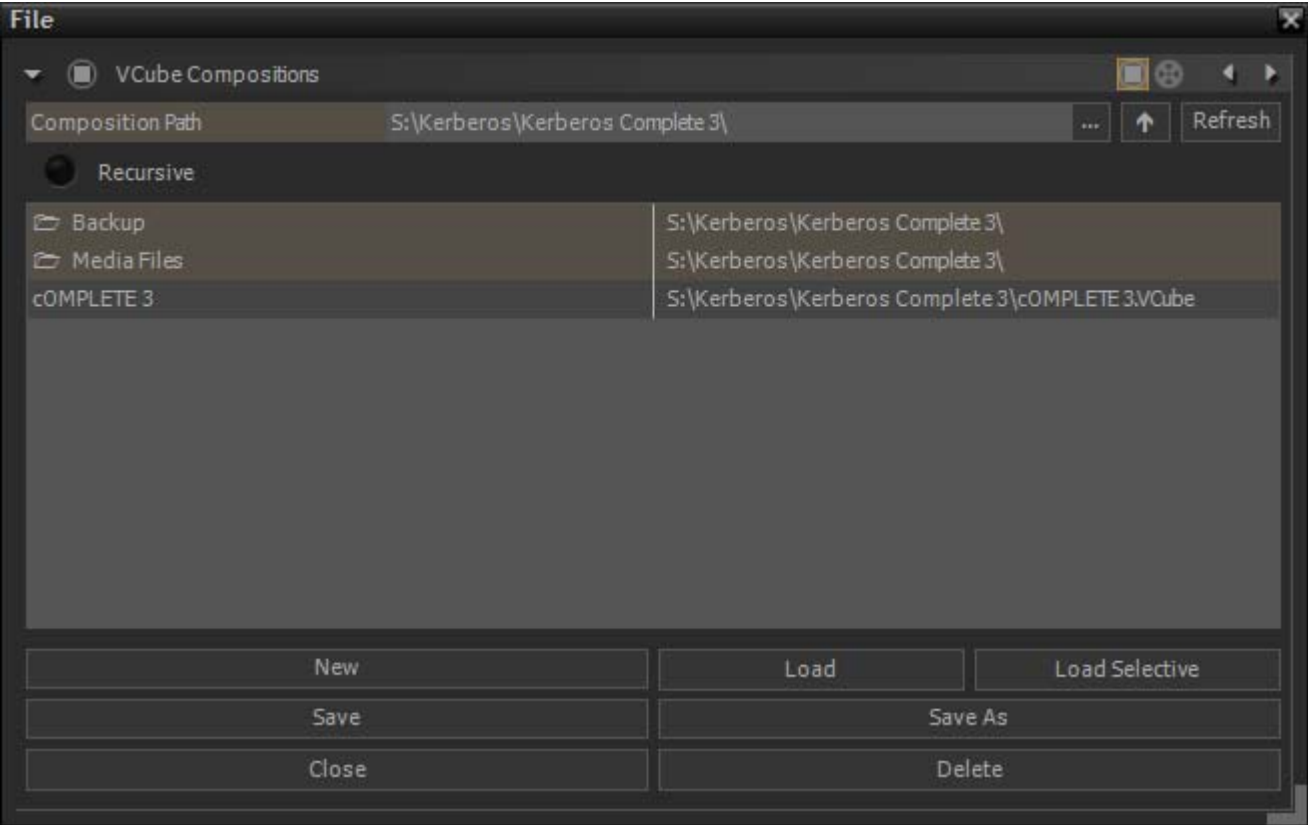 File
VCube Compositions
Composition Path S:\Kerberos\Kerberos Complete 3\ ... Refresh
Recursive
Backup S:\Kerberos\Kerberos Complete 3\
Media Files S:\Kerberos\Kerberos Complete 3\
cOMPLETE 3 S:\Kerberos\Kerberos Complete 3\cOMPLETE 3.VCube
New Load Load Selective
Save Save As
Close Delete